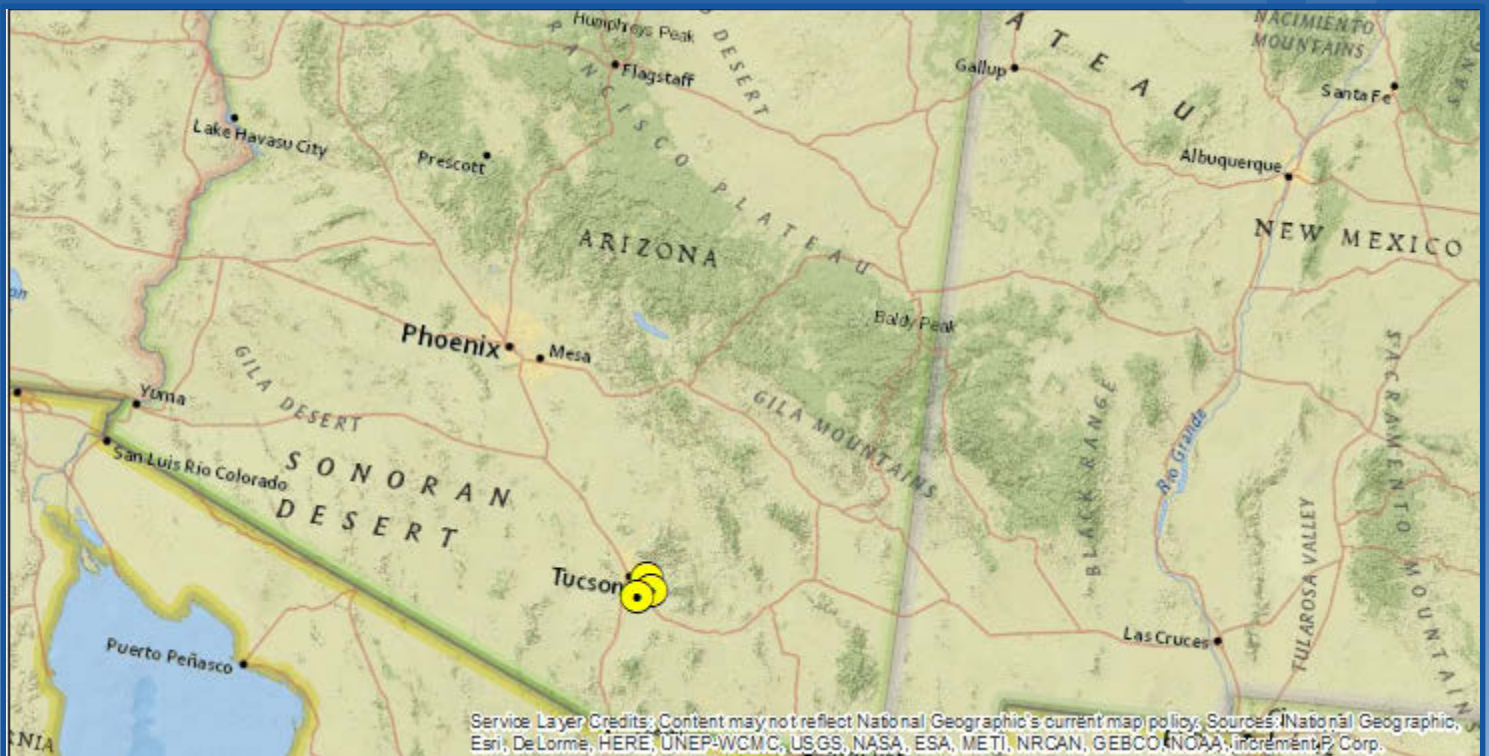 Humphreys Peak
DESERT
ATEAU
NACIMIENTO
MOUNTAINS
Flagstaff
Gallup
Santa Fe
Lake Havasu City
Prescott
RANCISCO PLATEAU
Albuquerque
ARIZONA
NEW MEXICO
Baldy Peak
Phoenix
Mesa
GILA DESERT
Yuma
GILA MOUNTAINS
BLACK RANGE
Rio Grande
SACRAMENTO MOUNTAINS
San Luis Rio Colorado
SONORAN
DESERT
TULAROSA VALLEY
Tucson
Las Cruces
Puerto Peñasco
Service Layer Credits: Content may not reflect National Geographic's current map policy. Sources: National Geographic,
Esri, DeLorme, HERE, UNEP-WCMC, USGS, NASA, ESA, METI, NRCAN, GEBCO, NOAA, increment P Corp.
RNIA